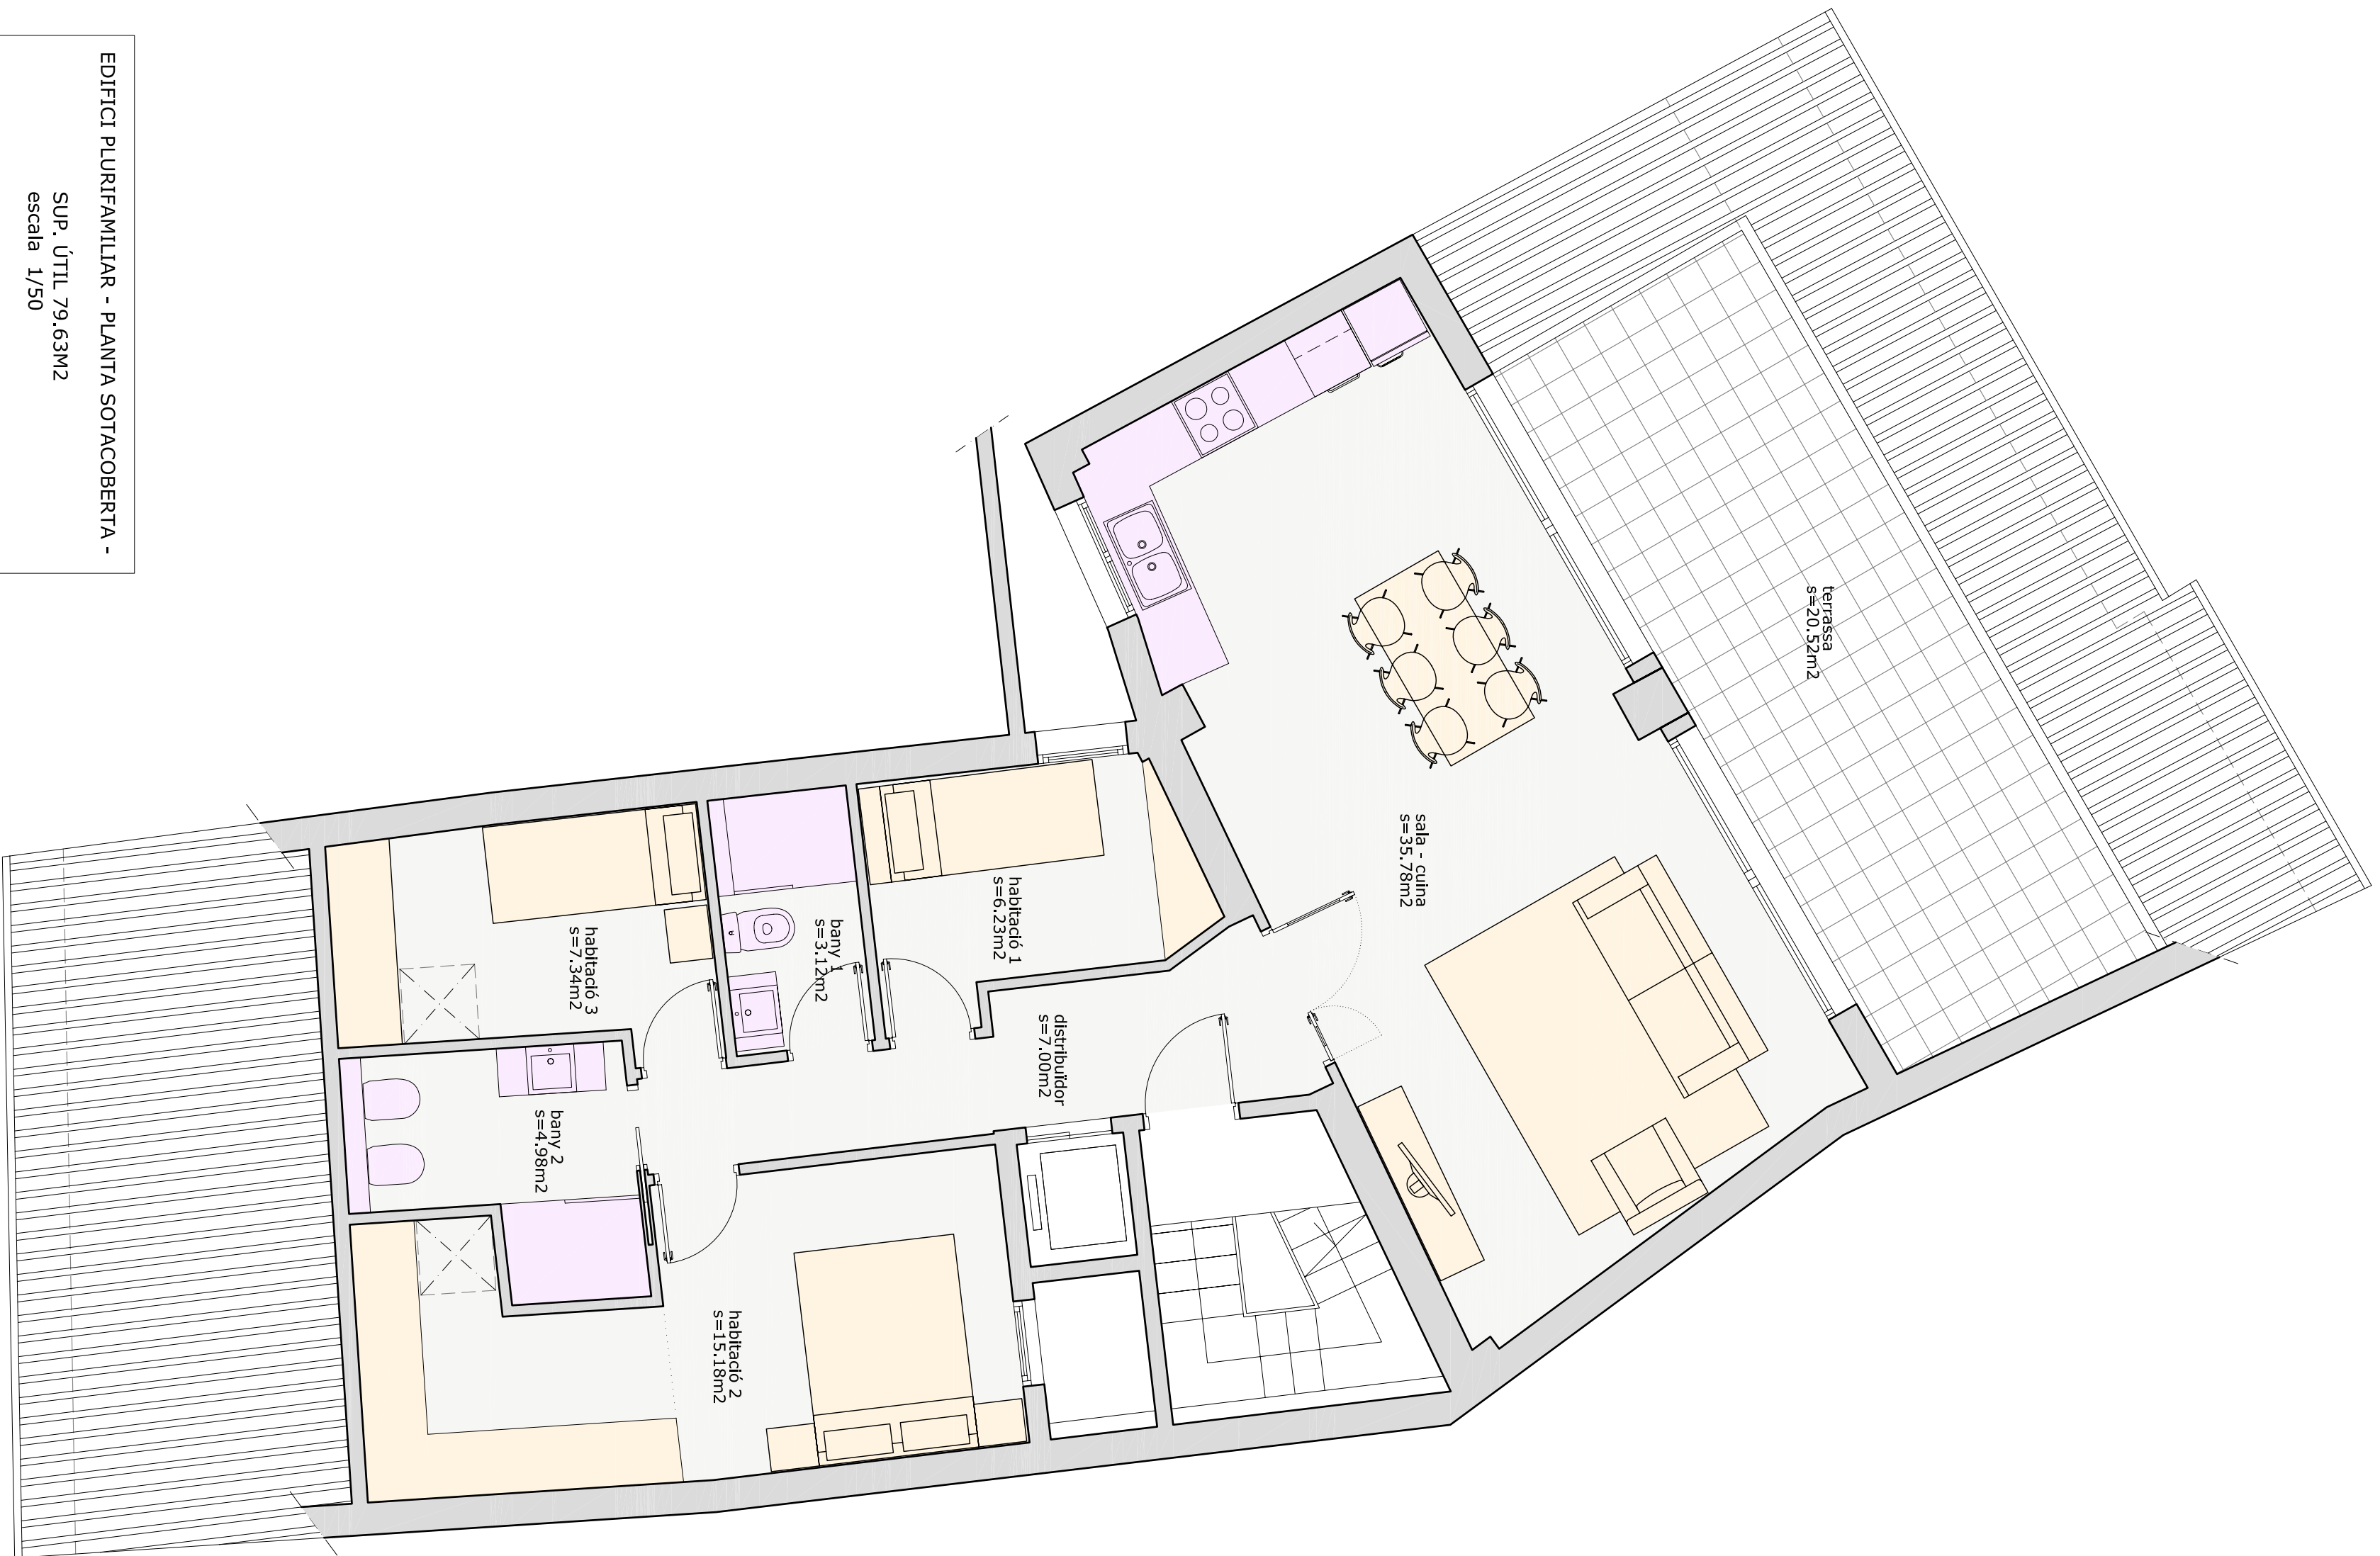 EDIFICI PLURIFAMILIAR - PLANTA SOTACOBERTA -
SUP. ÚTIL 79.63M2
escala 1/50
terrassa
s=20.52m2
sala - cuina
s=35.78m2
distribuïdor
s=7.00m2
habitació 1
s=6.23m2
bany 1
s=3.12m2
habitació 3
s=7.34m2
bany 2
s=4.98m2
habitació 2
s=15.18m2